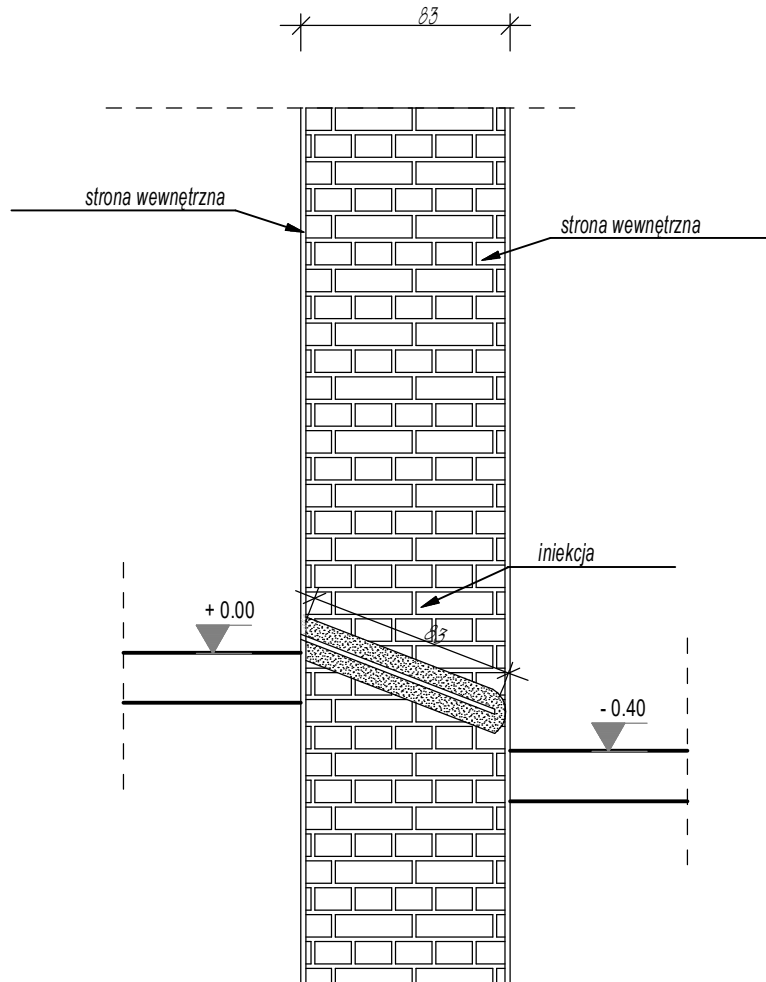 83
strona wewnętrzna
strona wewnętrzna
iniekcja
+ 0.00
83
- 0.40